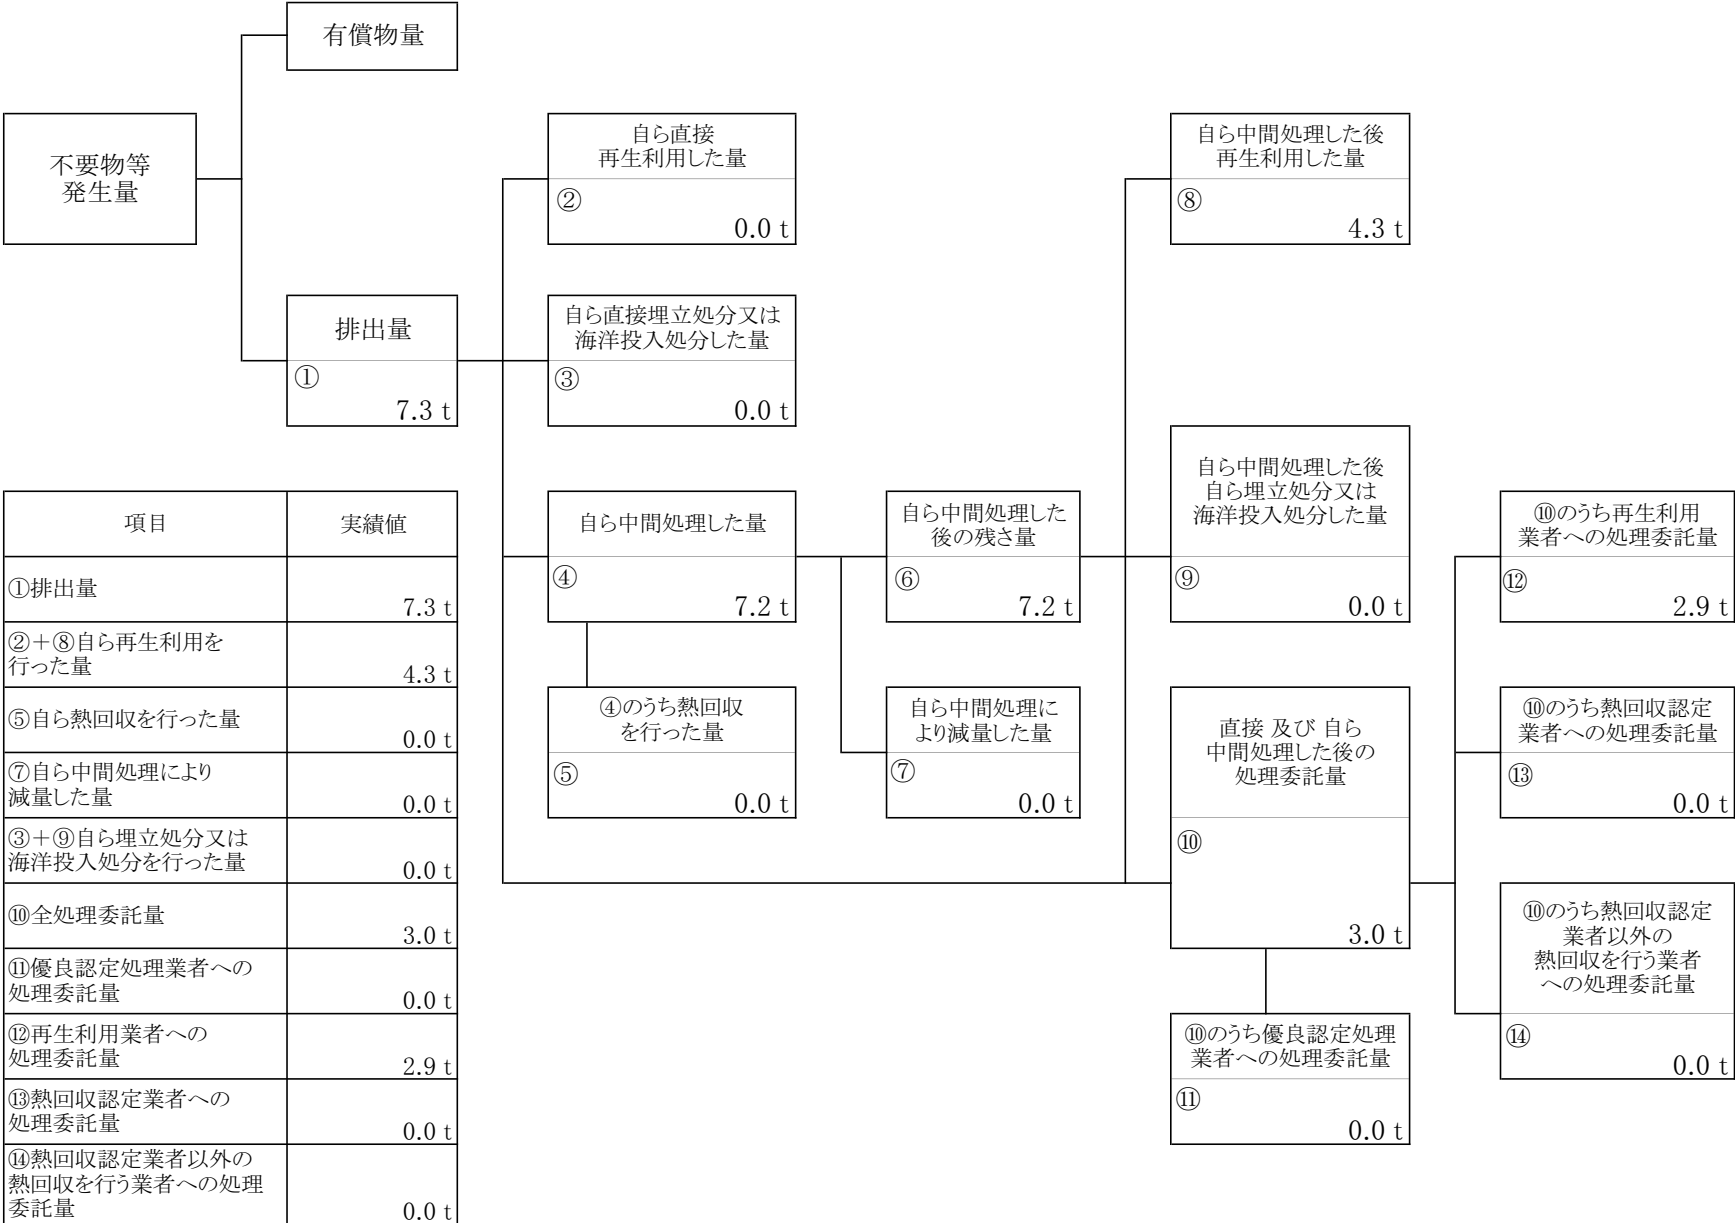 有償物量
不要物等
発生量
自ら直接
再生利用した量
②
0.0 t
自ら中間処理した後
再生利用した量
⑧
4.3 t
排出量
①
7.3 t
自ら直接埋立処分又は
海洋投入処分した量
③
0.0 t
自ら中間処理した量
④
7.2 t
自ら中間処理した
後の残さ量
⑥
7.2 t
自ら中間処理した後
自ら埋立処分又は
海洋投入処分した量
⑨
0.0 t
⑩のうち再生利用
業者への処理委託量
⑫
2.9 t
④のうち熱回収
を行った量
⑤
0.0 t
自ら中間処理に
より減量した量
⑦
0.0 t
直接 及び 自ら
中間処理した後の
処理委託量
⑩
3.0 t
⑩のうち熱回収認定
業者への処理委託量
⑬
0.0 t
⑩のうち熱回収認定
業者以外の
熱回収を行う業者
への処理委託量
⑭
0.0 t
⑩のうち優良認定処理
業者への処理委託量
⑪
0.0 t
項目 実績値
①排出量
7.3 t
②＋⑧自ら再生利用を
行った量
4.3 t
⑤自ら熱回収を行った量
0.0 t
⑦自ら中間処理により
減量した量
0.0 t
③＋⑨自ら埋立処分又は
海洋投入処分を行った量
0.0 t
⑩全処理委託量
3.0 t
⑪優良認定処理業者への
処理委託量
0.0 t
⑫再生利用業者への
処理委託量
2.9 t
⑬熱回収認定業者への
処理委託量
0.0 t
⑭熱回収認定業者以外の
熱回収を行う業者への処理
委託量
0.0 t